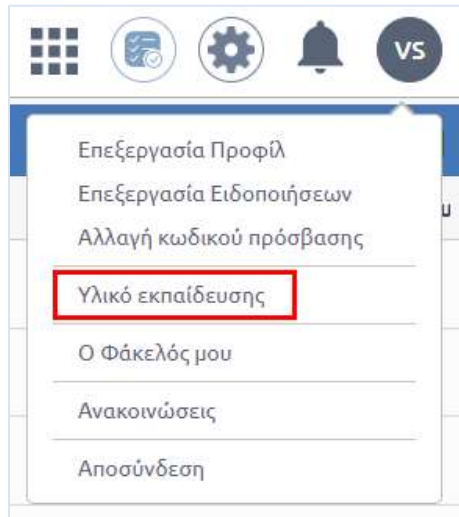 VS
Επεξεργασία Προφίλ
Επεξεργασία Ειδοποιήσεων
υ
Αλλαγή κωδικού πρόσβασης
Υλικό εκπαίδευσης
Ο Φάκελός μου
Ανακοινώσεις
Αποσύνδεση